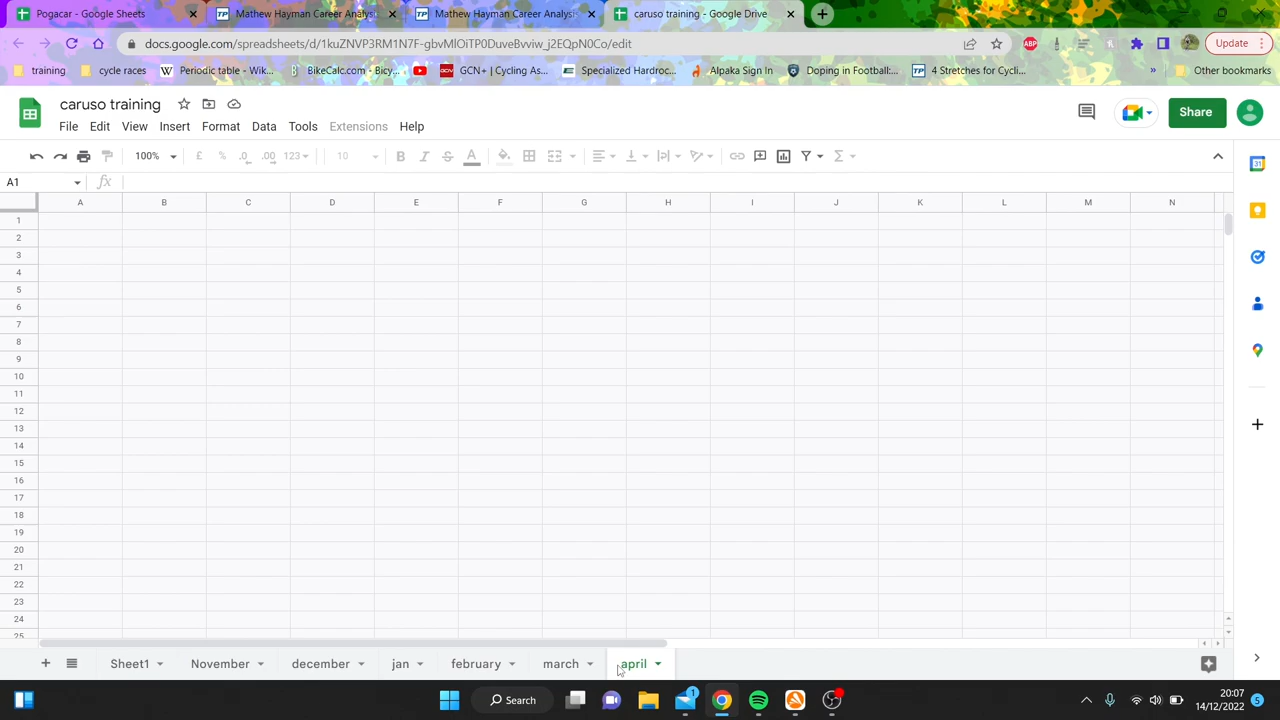 Pogacar - Google Sheets
Mathew Hayman Career Analysi
Mathew Hayman Career Analysi
caruso training - Google Drive
docs.google.com/spreadsheets/d/
Update
training
cycle races
Periodic table - Wik...
BikeCalc.com - Bicy...
GCN+ | Cycling As...
Specialized Hardroc...
Alpaka Sign In
Doping in Football:...
4 Stretches for Cycli...
»
Other bookmarks
caruso training
File Edit View Insert Format Data Tools Extensions Help
Share
100% £ % .0 .00 123 10 B I S A Σ
A1 fx
A B C D E F G H I J K L M N
1
2
3
4
5
6
7
8
9
10
11
12
13
14
15
16
17
18
19
20
21
22
23
24
25
+ Sheet1 November december jan february march april
Search
1
20:07
14/12/2022
5